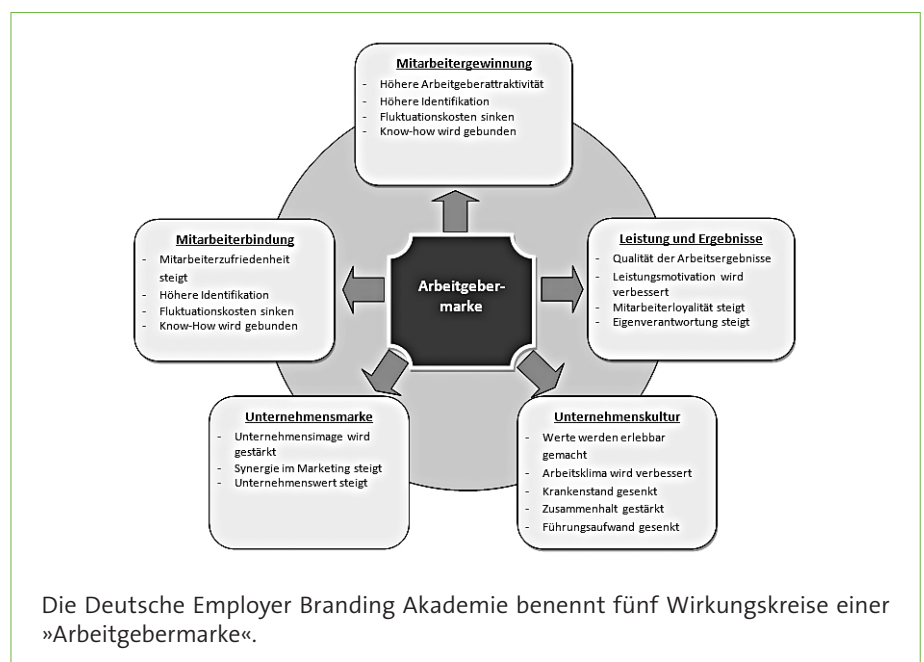 Mitarbeitergewinnung
- Höhere Arbeitgeberattraktivität
- Höhere Identifikation
- Fluktuationskosten sinken
- Know-how wird gebunden
Mitarbeiterbindung
- Mitarbeiterzufriedenheit
steigt
- Höhere Identifikation
- Fluktuationskosten sinken
- Know-How wird gebunden
Arbeitgeber-
marke
Leistung und Ergebnisse
- Qualität der Arbeitsergebnisse
- Leistungsmotivation wird
verbessert
- Mitarbeiterloyalität steigt
- Eigenverantwortung steigt
Unternehmensmarke
- Unternehmensimage wird
gestärkt
- Synergie im Marketing steigt
- Unternehmenswert steigt
Unternehmenskultur
- Werte werden erlebbar
gemacht
- Arbeitsklima wird verbessert
- Krankenstand gesenkt
- Zusammenhalt gestärkt
- Führungsaufwand gesenkt
Die Deutsche Employer Branding Akademie benennt fünf Wirkungskreise einer
»Arbeitgebermarke«.